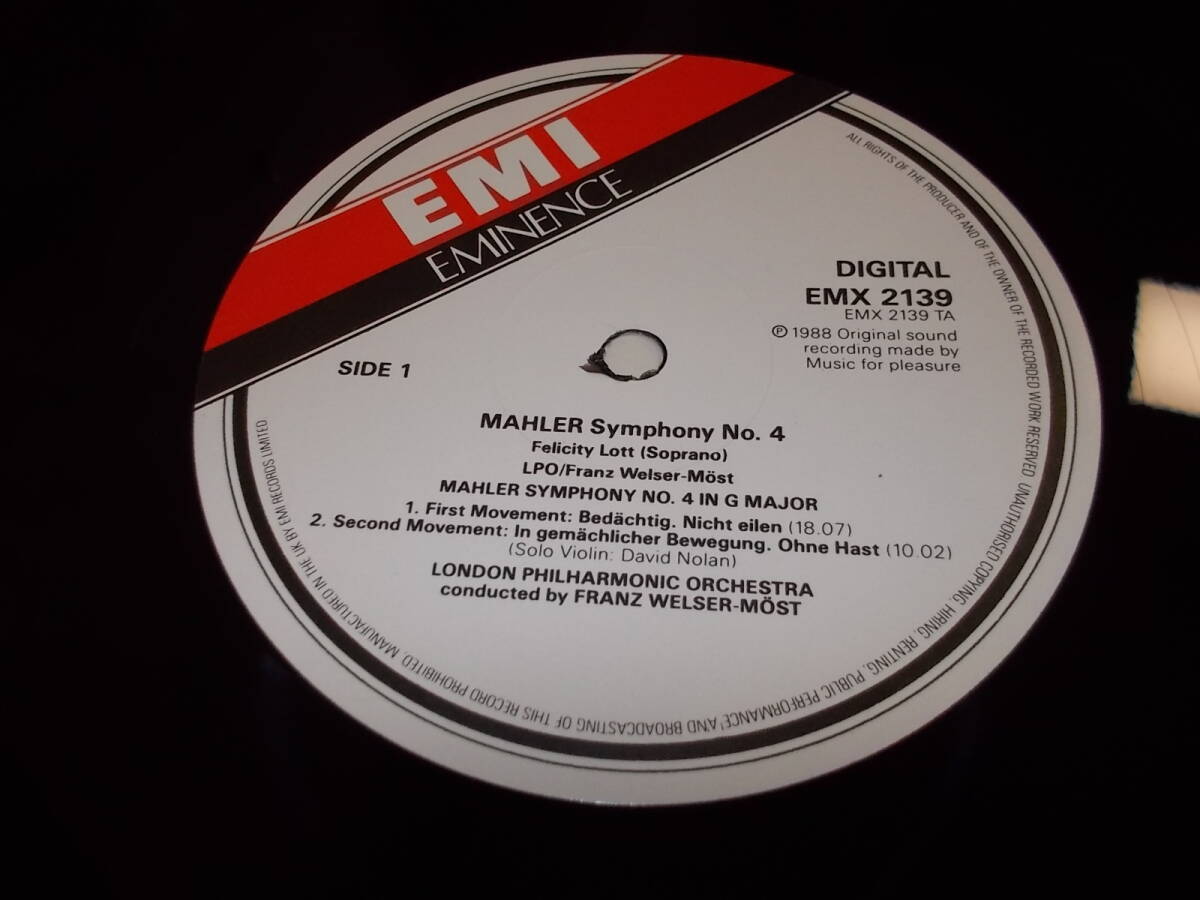 EMI
EMINENCE
DIGITAL
EMX 2139
EMX 2139 TA
℗ 1988 Original sound
recording made by
Music for pleasure
SIDE 1
MAHLER Symphony No. 4
Felicity Lott (Soprano)
LPO/Franz Welser-Möst
MAHLER SYMPHONY NO. 4 IN G MAJOR
1. First Movement: Bedächtig. Nicht eilen (18.07)
2. Second Movement: In gemächlicher Bewegung. Ohne Hast (10.02)
(Solo Violin: David Nolan)
LONDON PHILHARMONIC ORCHESTRA
conducted by FRANZ WELSER-MÖST
ALL RIGHTS OF THE PRODUCER AND OF THE OWNER OF THE RECORDED WORK RESERVED. UNAUTHORISED COPYING, HIRING, RENTING, PUBLIC PERFORMANCE AND BROADCASTING OF THIS RECORD PROHIBITED. MANUFACTURED IN THE UK BY EMI RECORDS LIMITED.